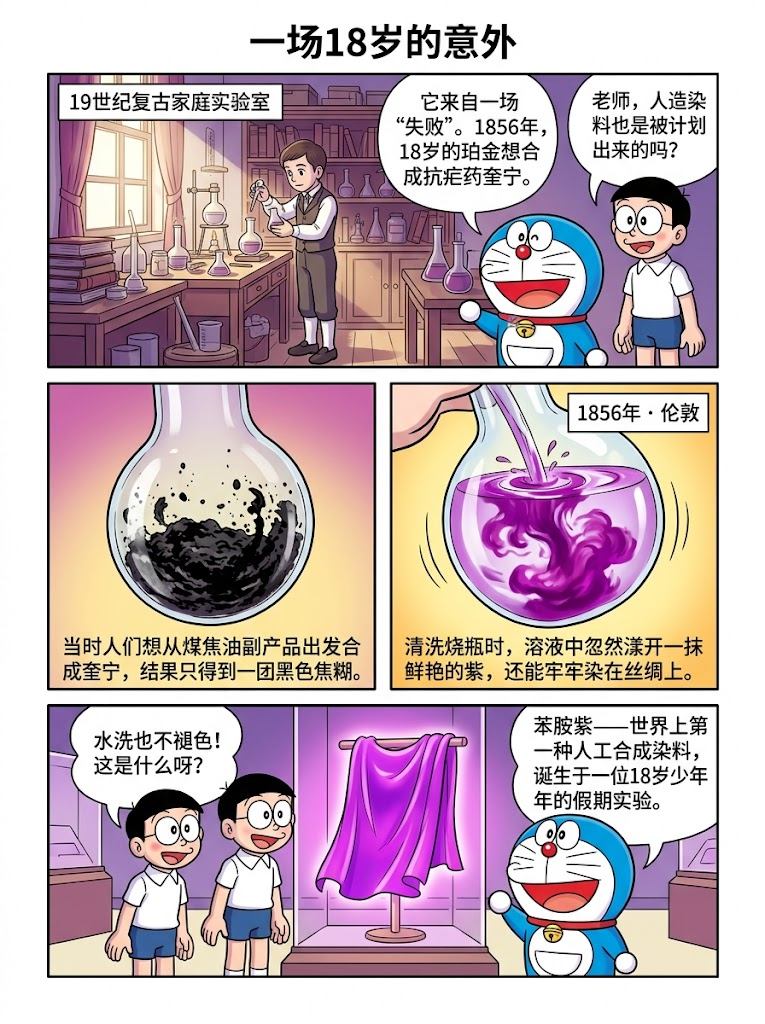 一场18岁的意外
19世纪复古家庭实验室
它来自一场
“失败”。1856年，
18岁的珀金想合
成抗疟药奎宁。
老师，人造染
料也是被计划
出来的吗？
当时人们想从煤焦油副产品出发合
成奎宁，结果只得到一团黑色焦糊。
1856年 · 伦敦
清洗烧瓶时，溶液中忽然漾开一抹
鲜艳的紫，还能牢牢染在丝绸上。
水洗也不褪色！
这是什么呀？
苯胺紫——世界上第
一种人工合成染料，
诞生于一位18岁少年
年的假期实验。